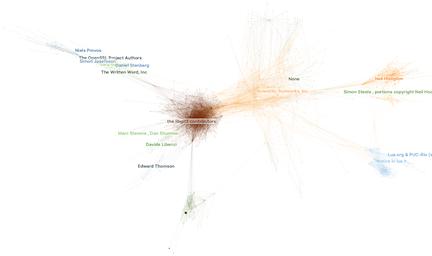 Niels Provos
The OpenSSL Project Authors
Simon Josefsson
Daniel Stenberg
The Written Word, Inc
None
the libgit2 contributors
Marc Stevens, Dan Shumow
Davide Libenzi
Edward Thomson
Neil Hodgson
Simon Steele, portions copyright Neil Ho
Lua.org & PUC-Rio